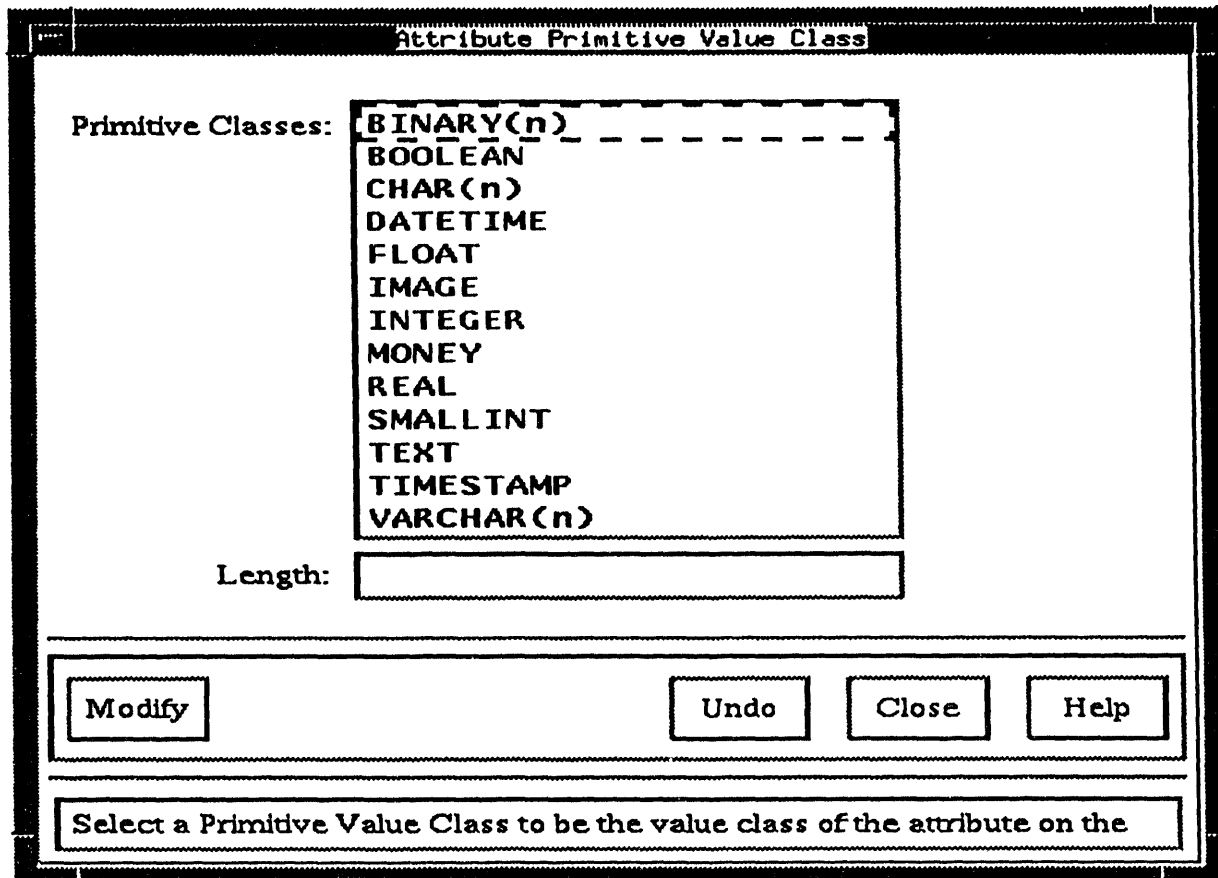 Attribute Primitive Value Class
Primitive Classes: BINARY(n)
BOOLEAN
CHAR(n)
DATETIME
FLOAT
IMAGE
INTEGER
MONEY
REAL
SMALLINT
TEXT
TIMESTAMP
VARCHAR(n)
Length:
Modify Undo Close Help
Select a Primitive Value Class to be the value class of the attribute on the